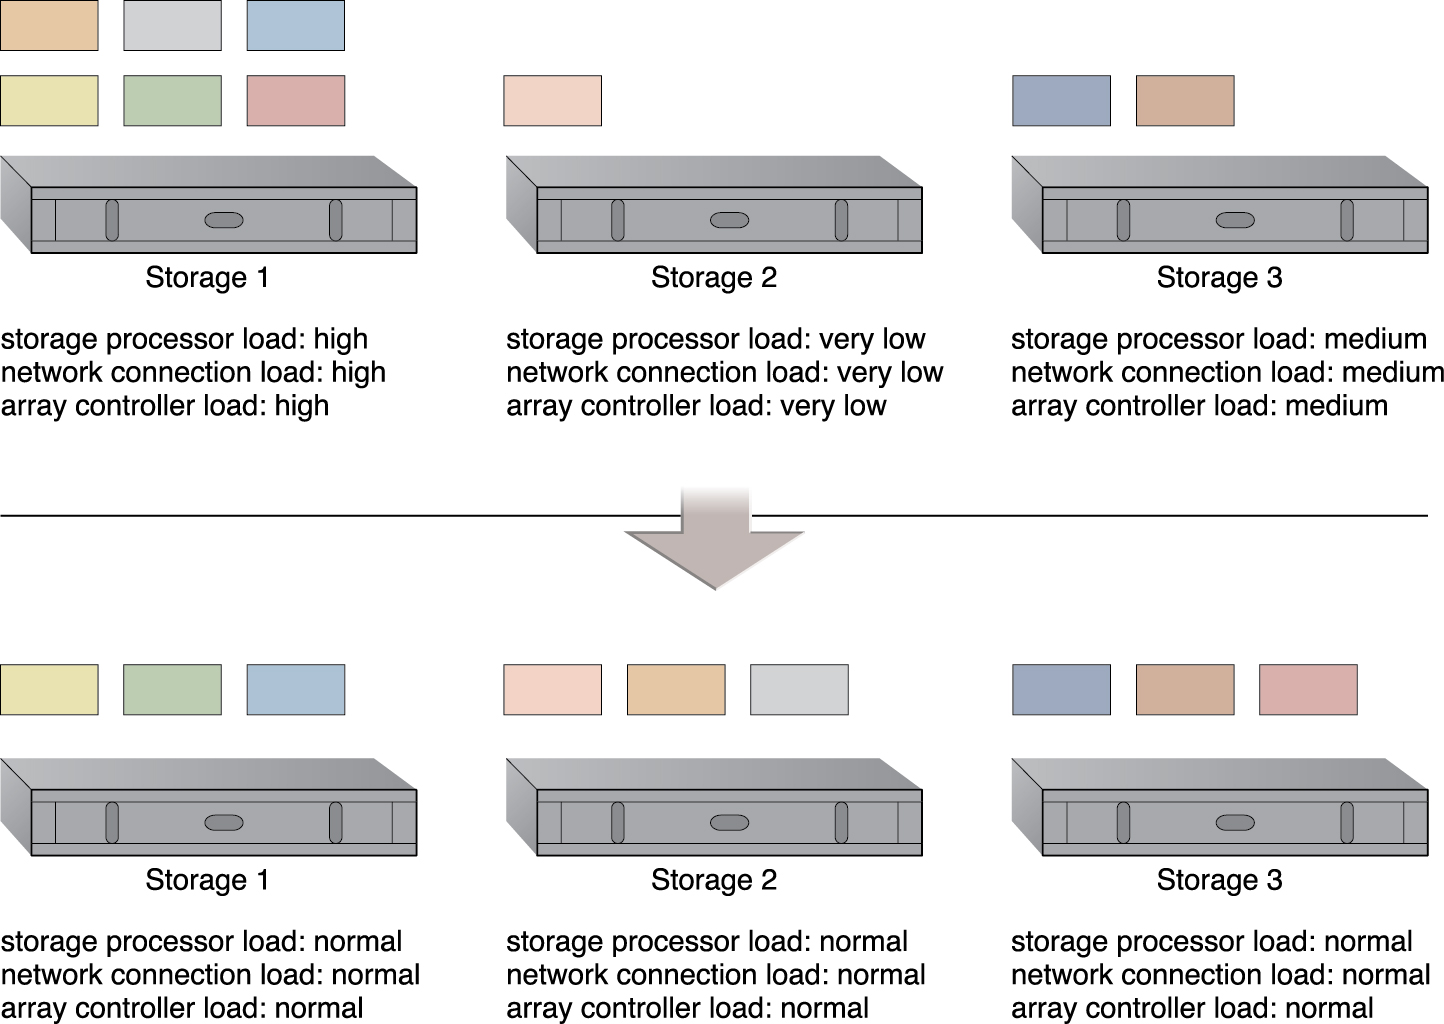 Storage 1
storage processor load: high
network connection load: high
array controller load: high
Storage 2
storage processor load: very low
network connection load: very low
array controller load: very low
Storage 3
storage processor load: medium
network connection load: medium
array controller load: medium
Storage 1
storage processor load: normal
network connection load: normal
array controller load: normal
Storage 2
storage processor load: normal
network connection load: normal
array controller load: normal
Storage 3
storage processor load: normal
network connection load: normal
array controller load: normal